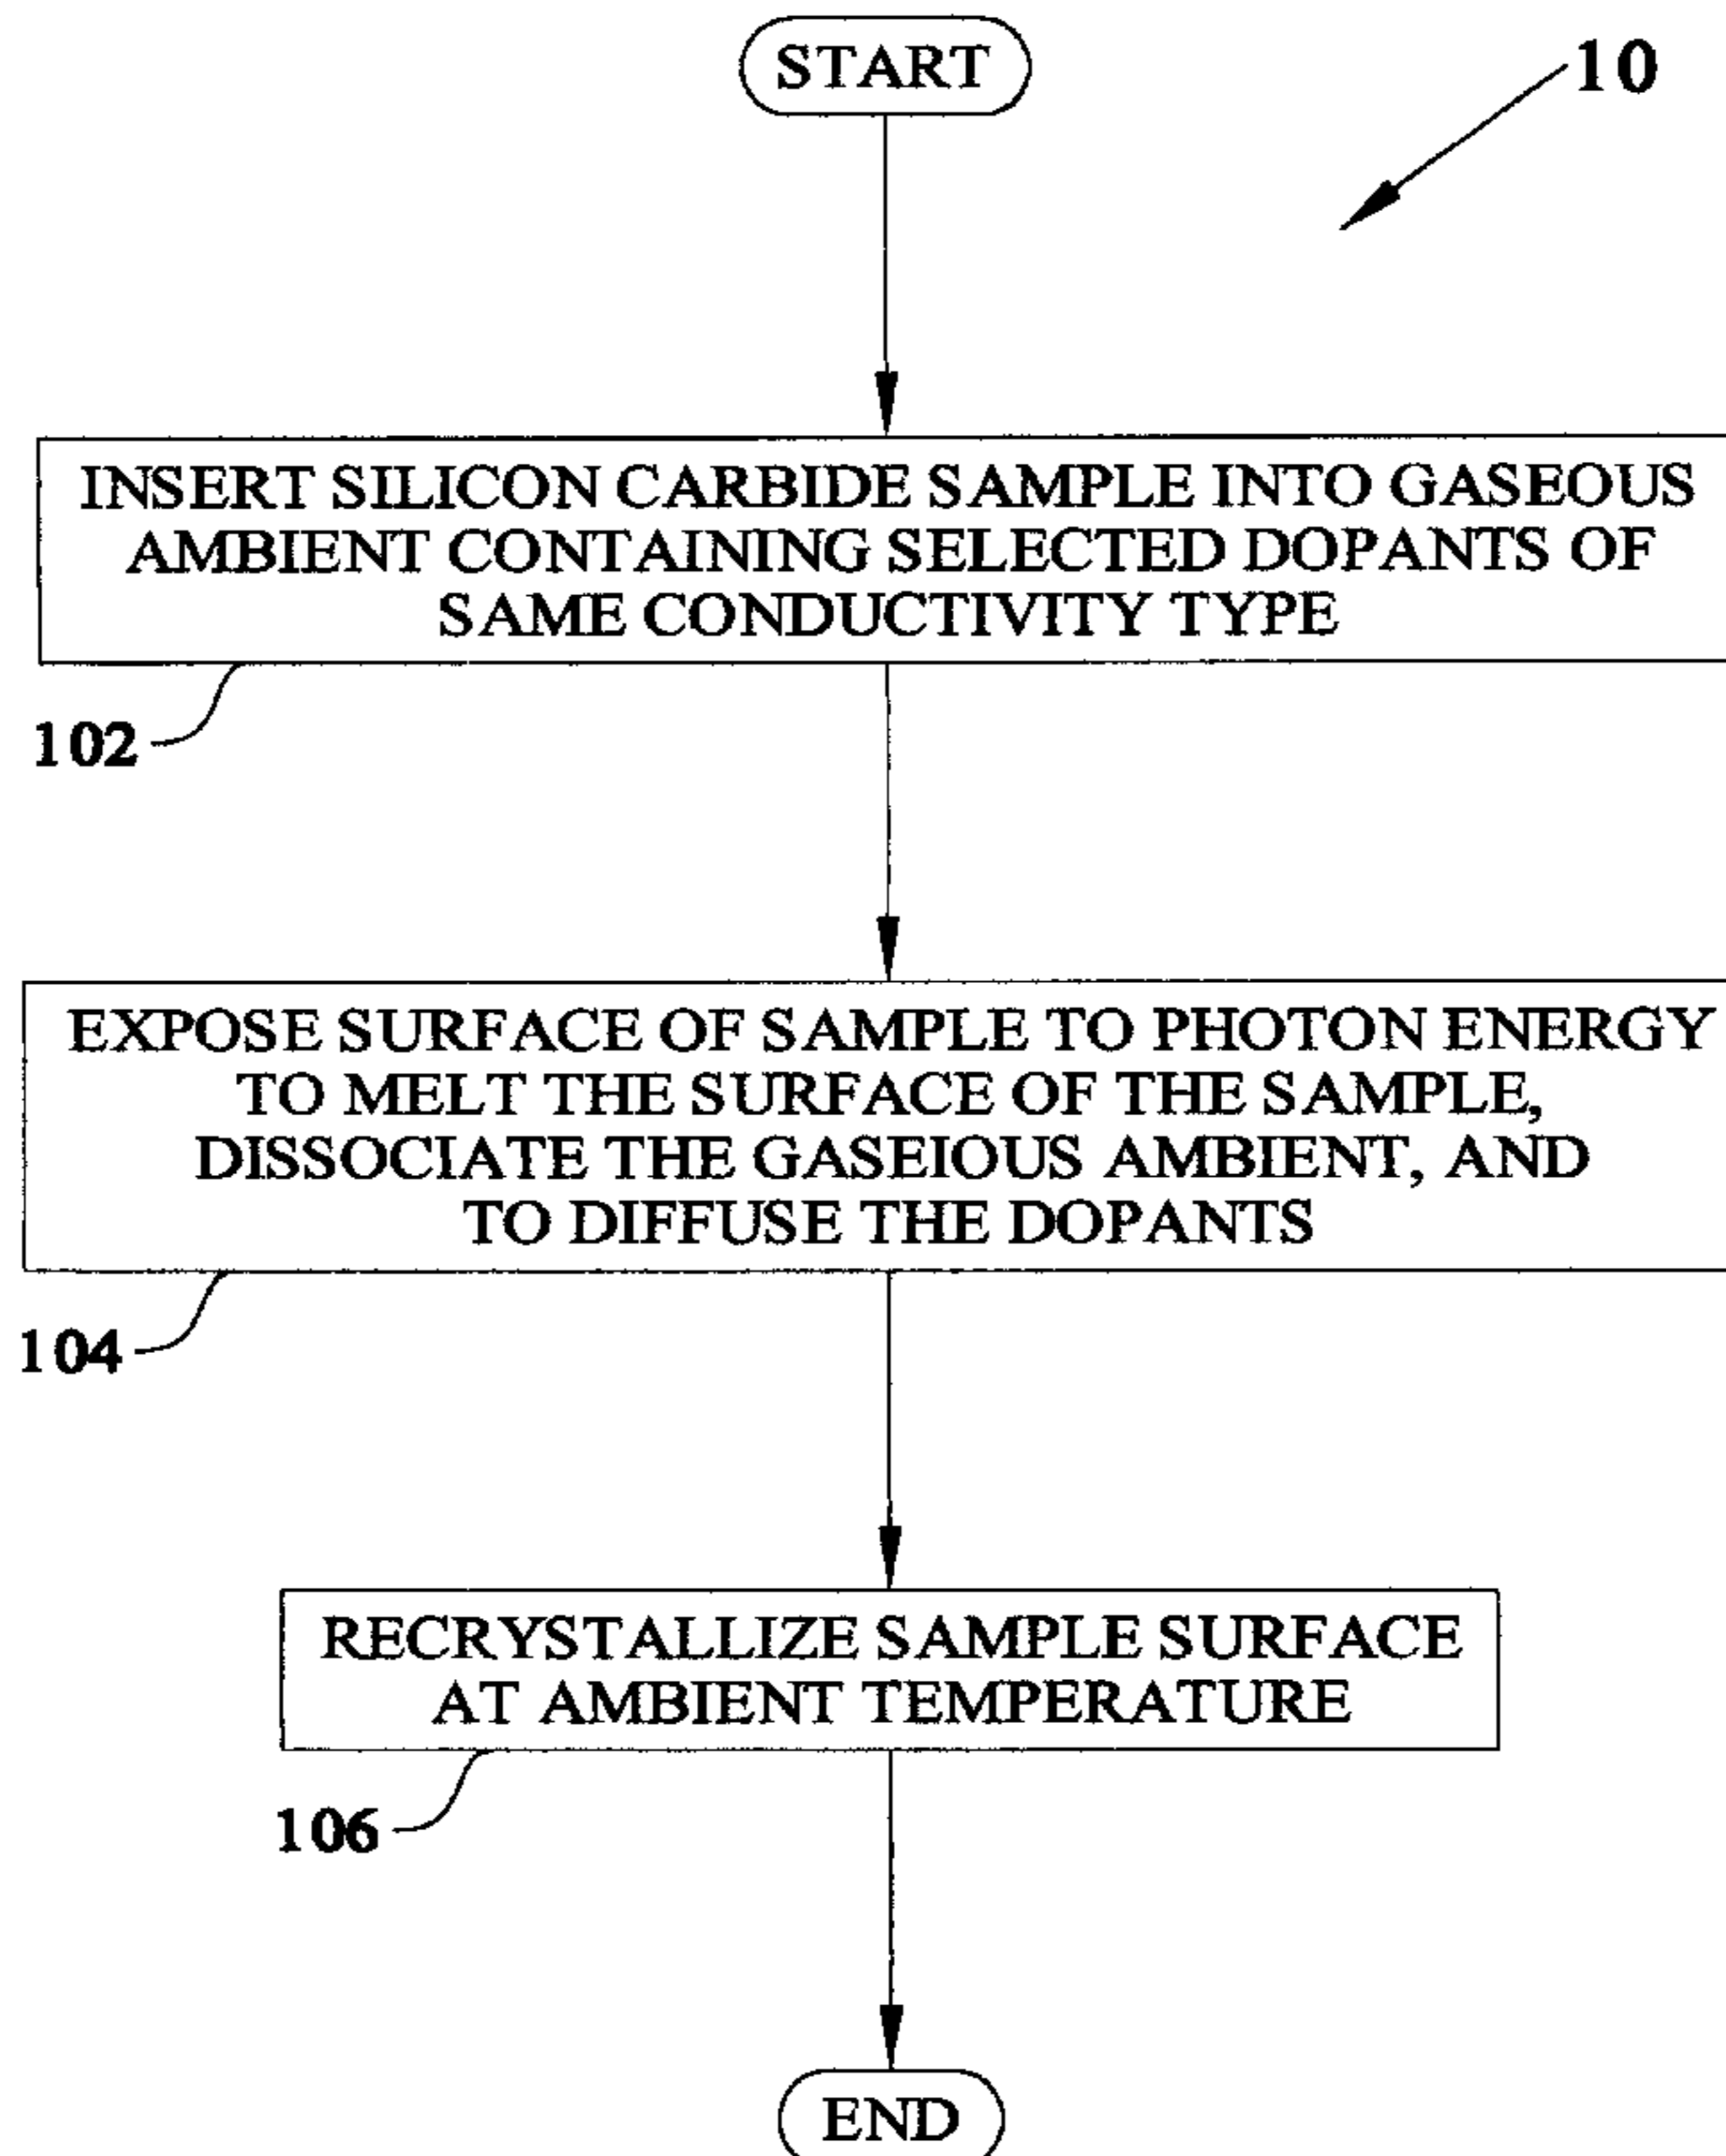 START
10
INSERT SILICON CARBIDE SAMPLE INTO GASEOUS
AMBIENT CONTAINING SELECTED DOPANTS OF
SAME CONDUCTIVITY TYPE
102
EXPOSE SURFACE OF SAMPLE TO PHOTON ENERGY
TO MELT THE SURFACE OF THE SAMPLE,
DISSOCIATE THE GASEIOUS AMBIENT, AND
TO DIFFUSE THE DOPANTS
104
RECRYSTALLIZE SAMPLE SURFACE
AT AMBIENT TEMPERATURE
106
END